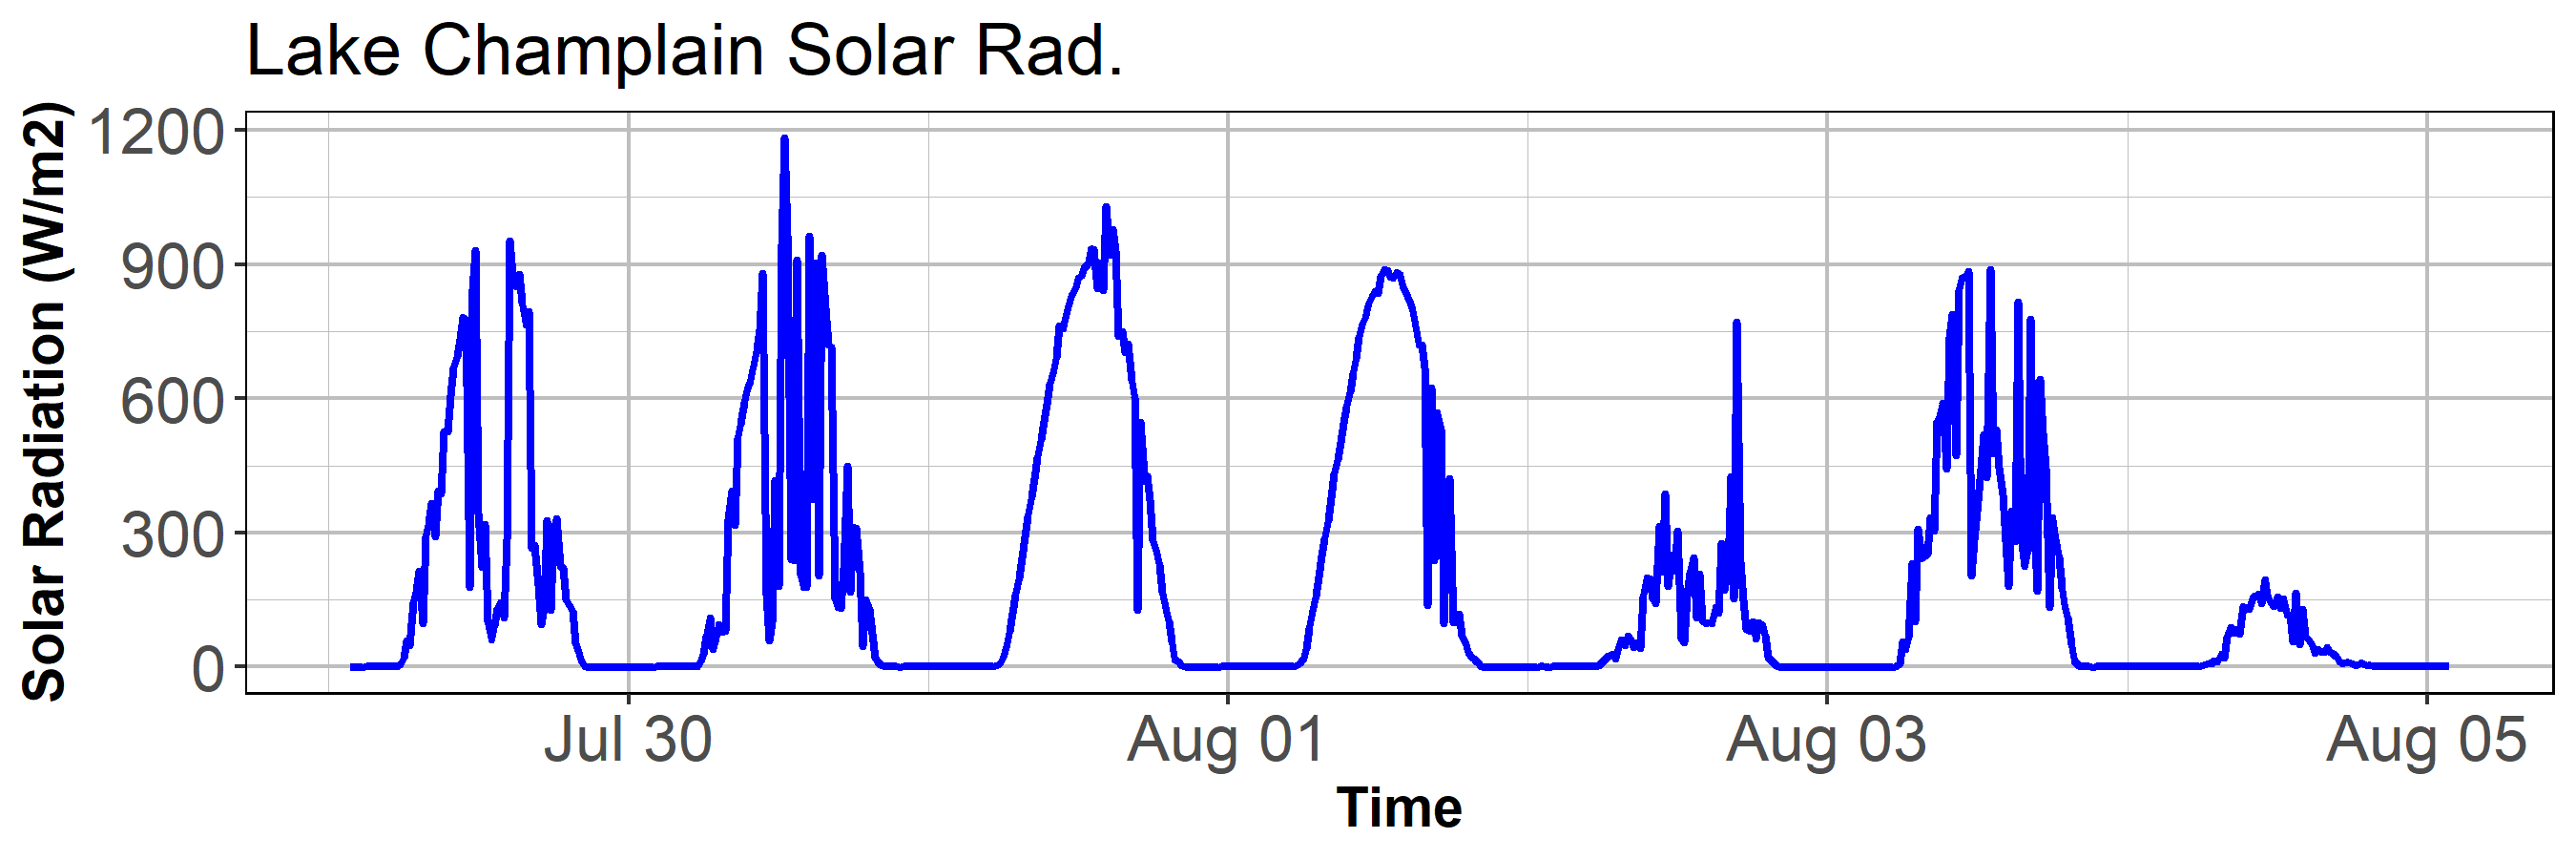 Lake Champlain Solar Rad.
Solar Radiation (W/m2)
1200
900
600
300
0
Jul 30
Aug 01
Aug 03
Aug 05
Time